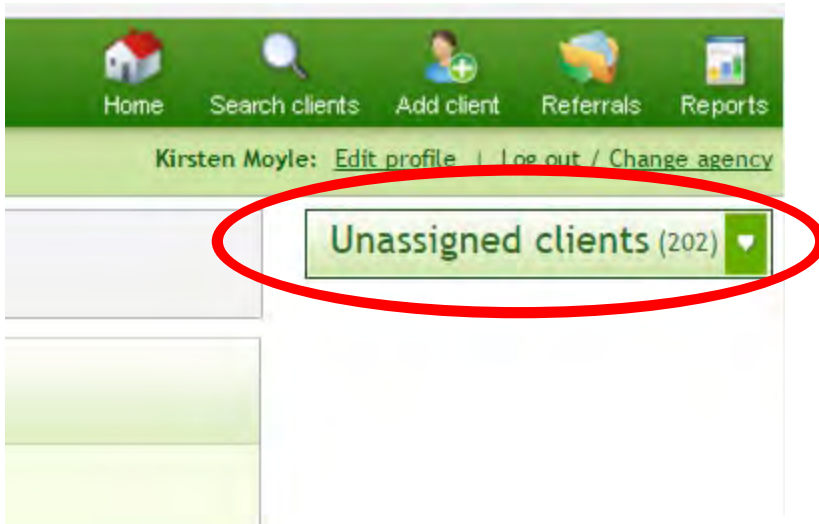 Home Search clients Add client Referrals Reports
Kirsten Moyle: Edit profile | Log out / Change agency
Unassigned clients (202)